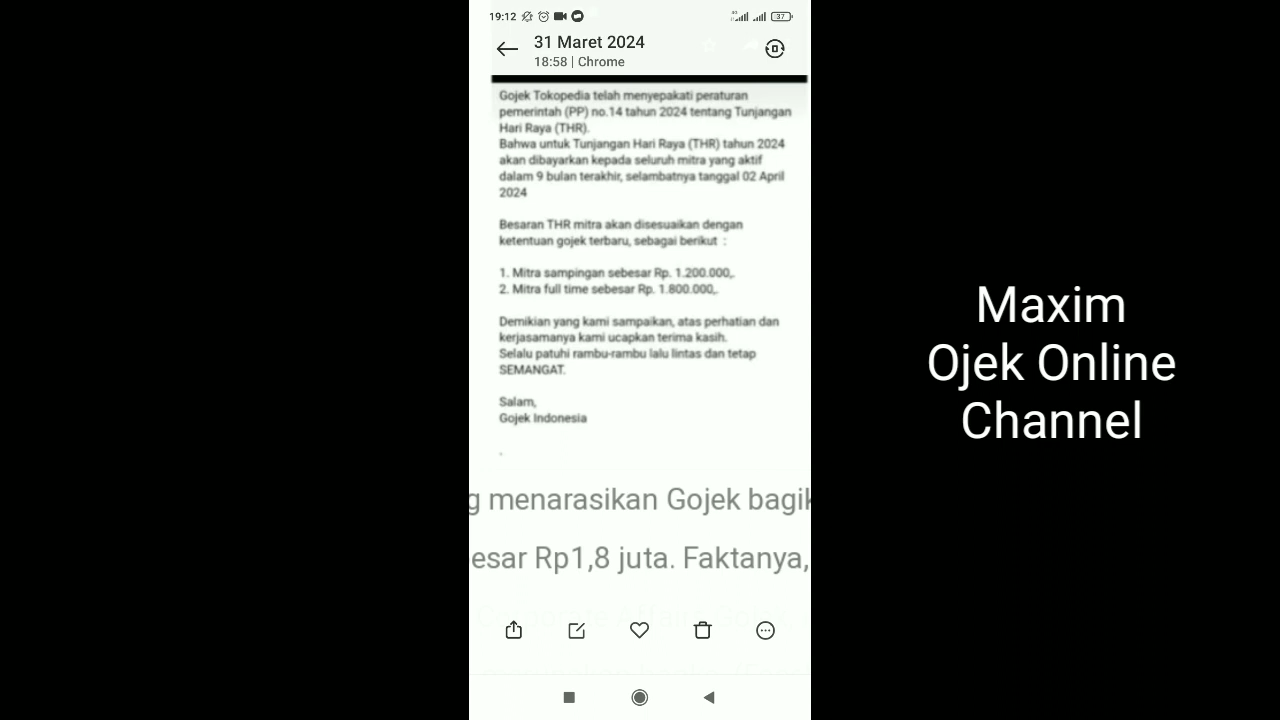 19:12
37
31 Maret 2024
18:58 | Chrome
Gojek Tokopedia telah menyepakati peraturan
pemerintah (PP) no.14 tahun 2024 tentang Tunjangan
Hari Raya (THR).
Bahwa untuk Tunjangan Hari Raya (THR) tahun 2024
akan dibayarkan kepada seluruh mitra yang aktif
dalam 9 bulan terakhir, selambatnya tanggal 02 April
2024
Besaran THR mitra akan disesuaikan dengan
ketentuan gojek terbaru, sebagai berikut :
1. Mitra sampingan sebesar Rp. 1.200.000,.
2. Mitra full time sebesar Rp. 1.800.000,.
Demikian yang kami sampaikan, atas perhatian dan
kerjasamanya kami ucapkan terima kasih.
Selalu patuhi rambu-rambu lalu lintas dan tetap
SEMANGAT.
Salam,
Gojek Indonesia
g menarasikan Gojek bagik
esar Rp1,8 juta. Faktanya,
Maxim
Ojek Online
Channel